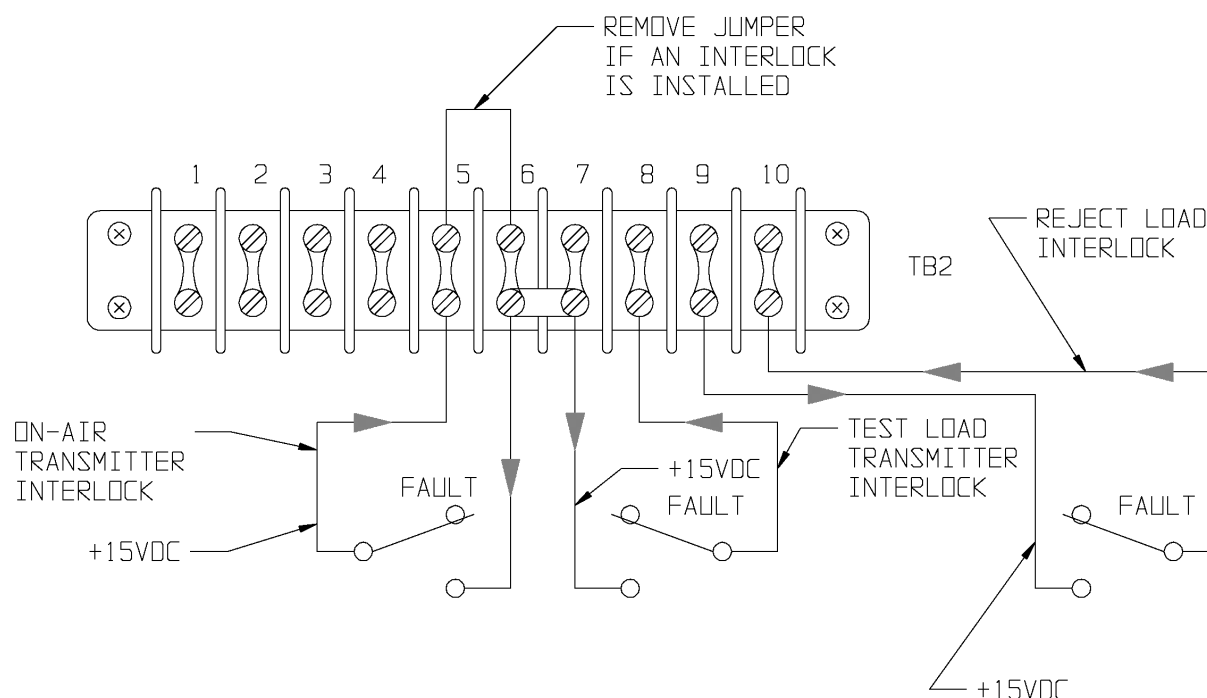 REMOVE JUMPER
IF AN INTERLOCK
IS INSTALLED
1 2 3 4 5 6 7 8 9 10
REJECT LOAD
INTERLOCK
TB2
ON-AIR
TRANSMITTER
INTERLOCK
+15VDC
FAULT
+15VDC
FAULT
TEST LOAD
TRANSMITTER
INTERLOCK
FAULT
+15VDC